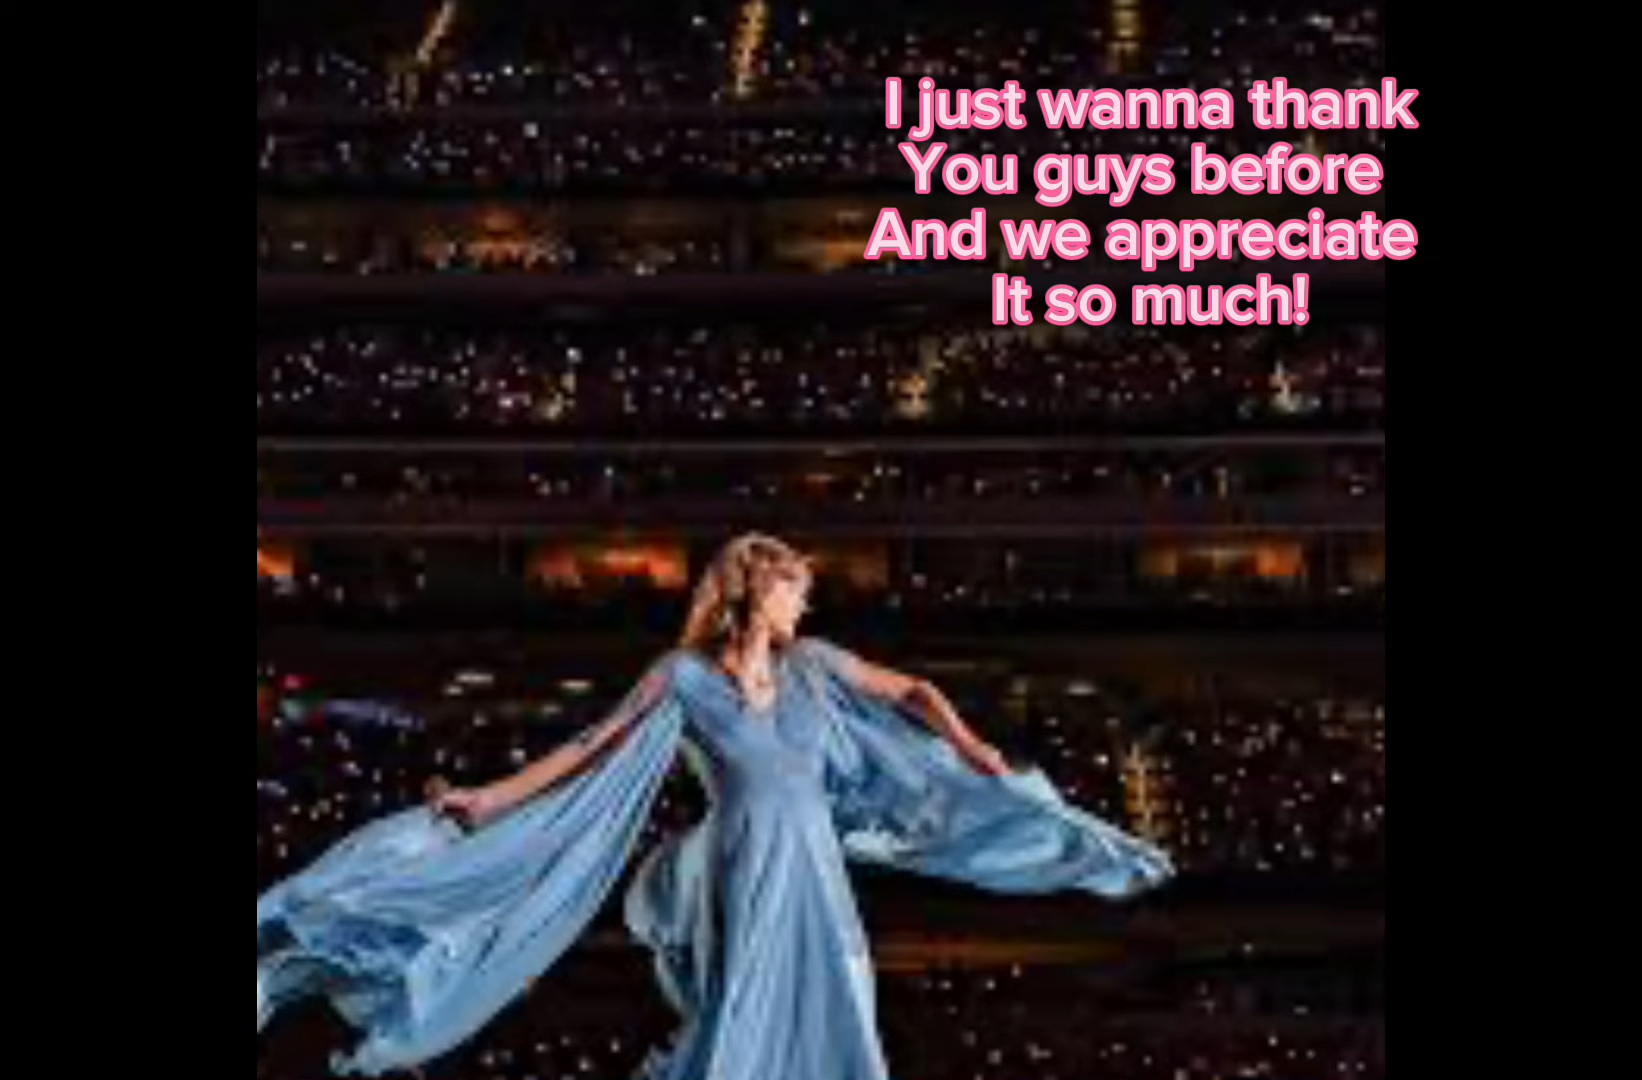 I just wanna thank
You guys before
And we appreciate
It so much!